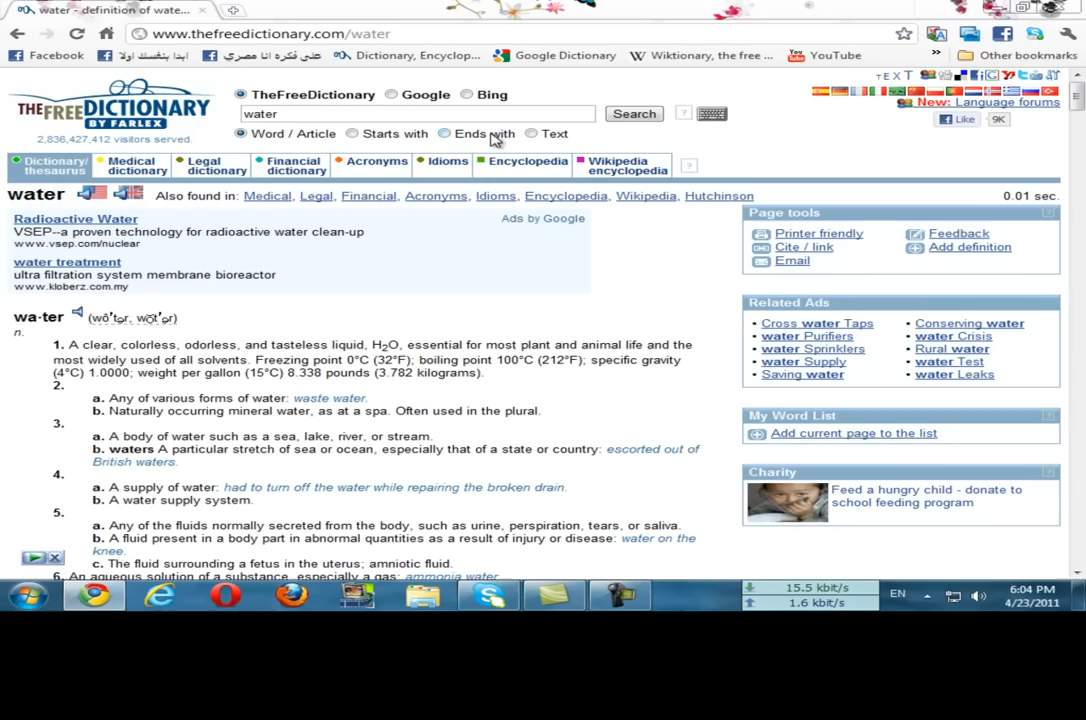 water - definition of wate...
www.thefreedictionary.com/water
Facebook
ابدا بنفسك اولا
على فكره انا مصري
Dictionary, Encyclop...
Google Dictionary
Wiktionary, the free ...
YouTube
»
Other bookmarks
THE FREE DICTIONARY
BY FARLEX
2,836,427,412 visitors served.
TheFreeDictionary Google Bing
water
Search ?
Word / Article Starts with Ends with Text
TEXT
New: Language forums
Like 9K
Dictionary/ thesaurus
Medical dictionary
Legal dictionary
Financial dictionary
Acronyms
Idioms
Encyclopedia
Wikipedia encyclopedia
?
water Also found in: Medical, Legal, Financial, Acronyms, Idioms, Encyclopedia, Wikipedia, Hutchinson 0.01 sec.
Radioactive Water Ads by Google
VSEP--a proven technology for radioactive water clean-up
www.vsep.com/nuclear
water treatment
ultra filtration system membrane bioreactor
www.kloberz.com.my
wa·ter (wô′tər, wŏt′ər)
n.
1. A clear, colorless, odorless, and tasteless liquid, H2O, essential for most plant and animal life and the
most widely used of all solvents. Freezing point 0°C (32°F); boiling point 100°C (212°F); specific gravity
(4°C) 1.0000; weight per gallon (15°C) 8.338 pounds (3.782 kilograms).
2.
a. Any of various forms of water: waste water.
b. Naturally occurring mineral water, as at a spa. Often used in the plural.
3.
a. A body of water such as a sea, lake, river, or stream.
b. waters A particular stretch of sea or ocean, especially that of a state or country: escorted out of
British waters.
4.
a. A supply of water: had to turn off the water while repairing the broken drain.
b. A water supply system.
5.
a. Any of the fluids normally secreted from the body, such as urine, perspiration, tears, or saliva.
b. A fluid present in a body part in abnormal quantities as a result of injury or disease: water on the
knee.
c. The fluid surrounding a fetus in the uterus; amniotic fluid.
6. An aqueous solution of a substance, especially a gas: ammonia water.
Page tools
Printer friendly Feedback
Cite / link Add definition
Email
Related Ads
• Cross water Taps • Conserving water
• water Purifiers • water Crisis
• water Sprinklers • Rural water
• water Supply • water Test
• Saving water • water Leaks
My Word List
Add current page to the list
Charity
Feed a hungry child - donate to
school feeding program
15.5 kbit/s
1.6 kbit/s
EN
6:04 PM
4/23/2011